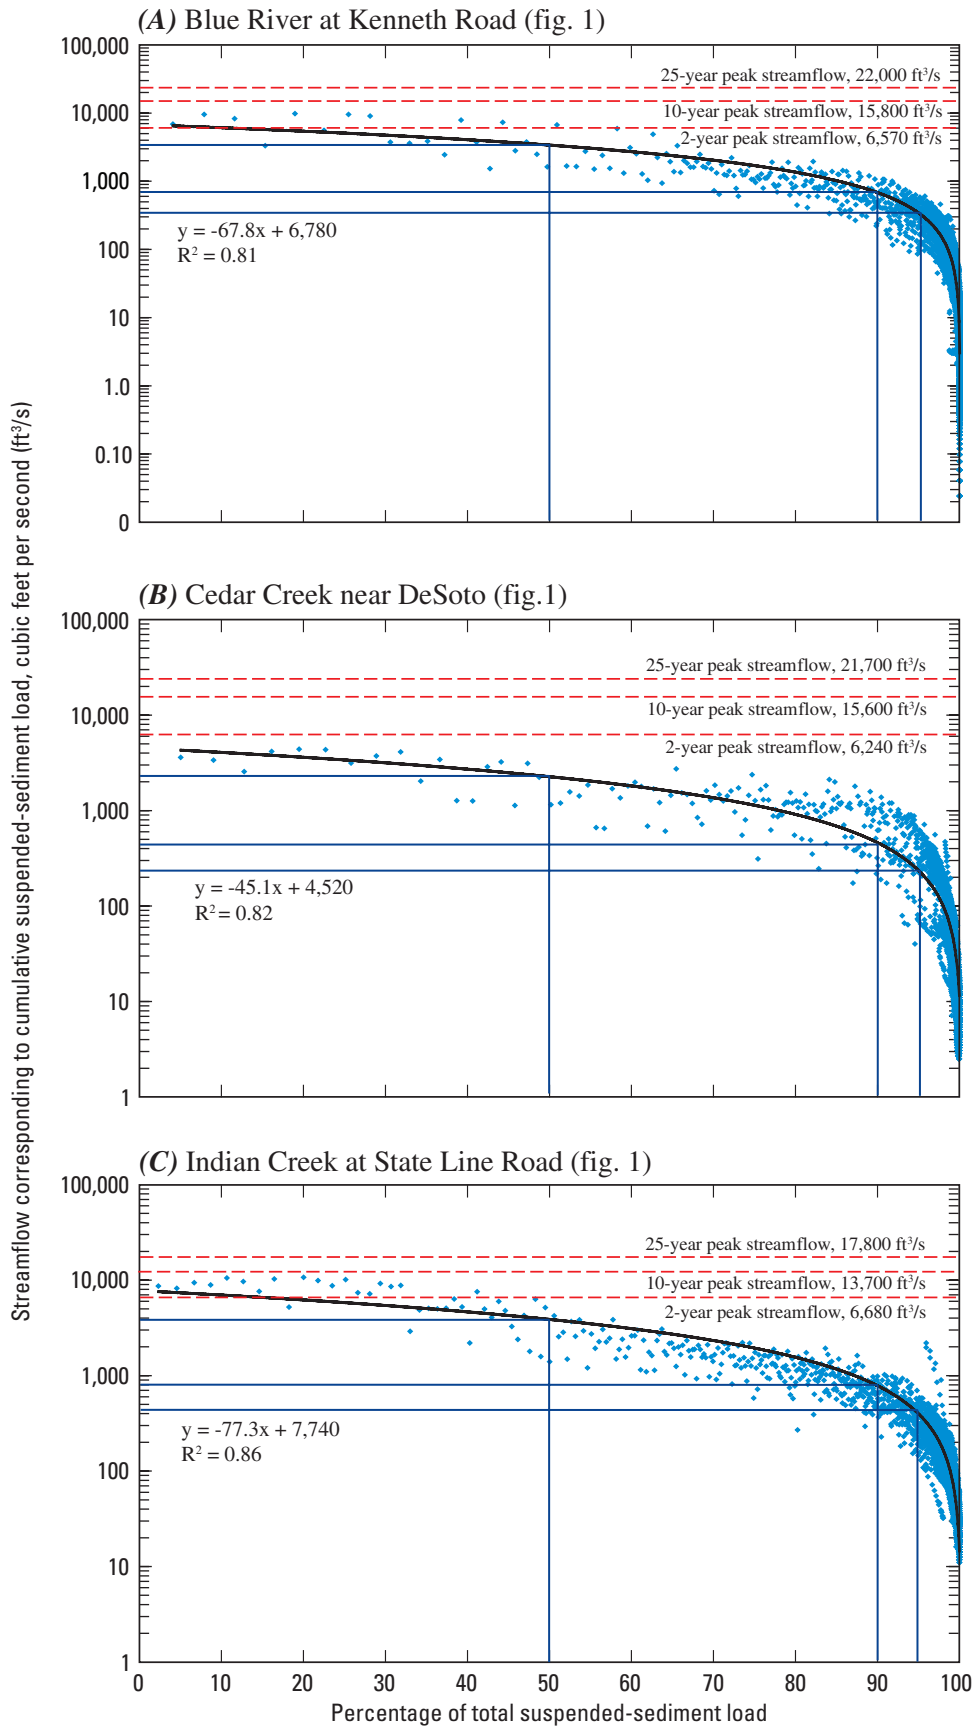 (A) Blue River at Kenneth Road (fig. 1)
100,000
10,000
1,000
100
10
1.0
0.10
0
25-year peak streamflow, 22,000 ft³/s
10-year peak streamflow, 15,800 ft³/s
2-year peak streamflow, 6,570 ft³/s
y = -67.8x + 6,780
R² = 0.81
(B) Cedar Creek near DeSoto (fig.1)
100,000
10,000
1,000
100
10
1
25-year peak streamflow, 21,700 ft³/s
10-year peak streamflow, 15,600 ft³/s
2-year peak streamflow, 6,240 ft³/s
y = -45.1x + 4,520
R² = 0.82
(C) Indian Creek at State Line Road (fig. 1)
100,000
10,000
1,000
100
10
1
25-year peak streamflow, 17,800 ft³/s
10-year peak streamflow, 13,700 ft³/s
2-year peak streamflow, 6,680 ft³/s
y = -77.3x + 7,740
R² = 0.86
0 10 20 30 40 50 60 70 80 90 100
Percentage of total suspended-sediment load
Streamflow corresponding to cumulative suspended-sediment load, cubic feet per second (ft³/s)